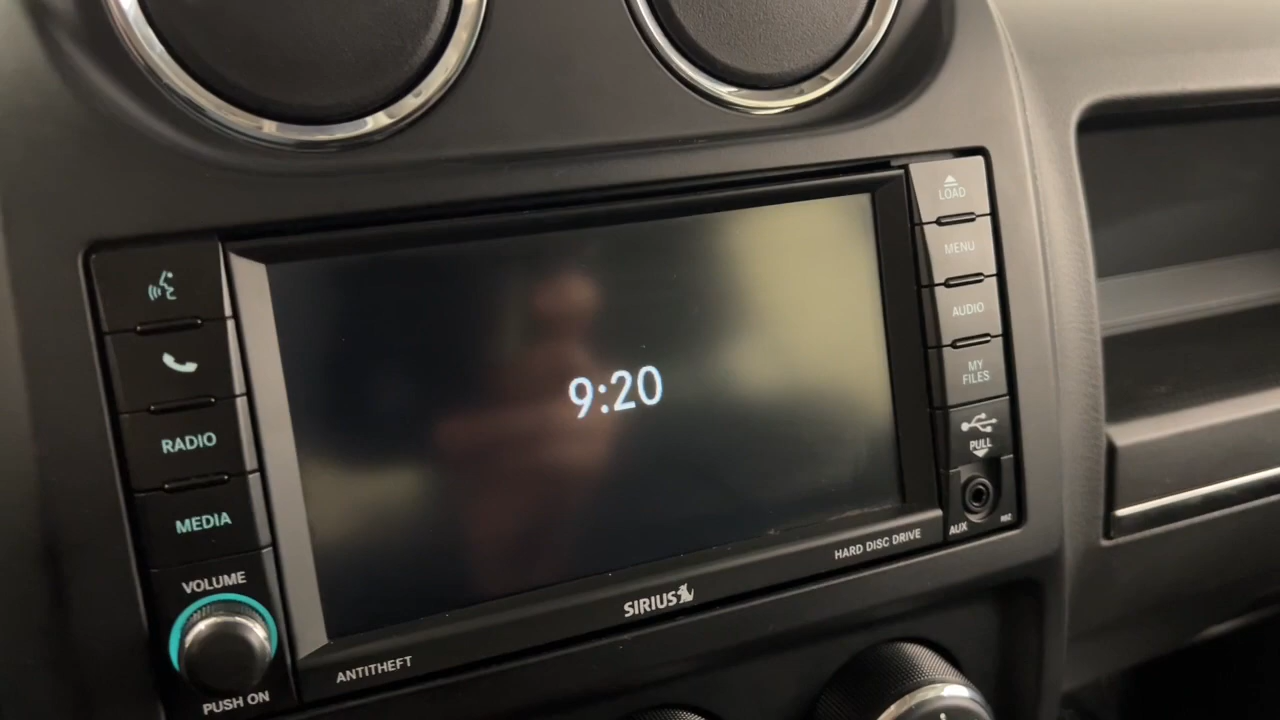 LOAD
MENU
AUDIO
MY
FILES
PULL
AUX
RBZ
RADIO
MEDIA
VOLUME
PUSH ON
9:20
HARD DISC DRIVE
SIRIUS
ANTITHEFT